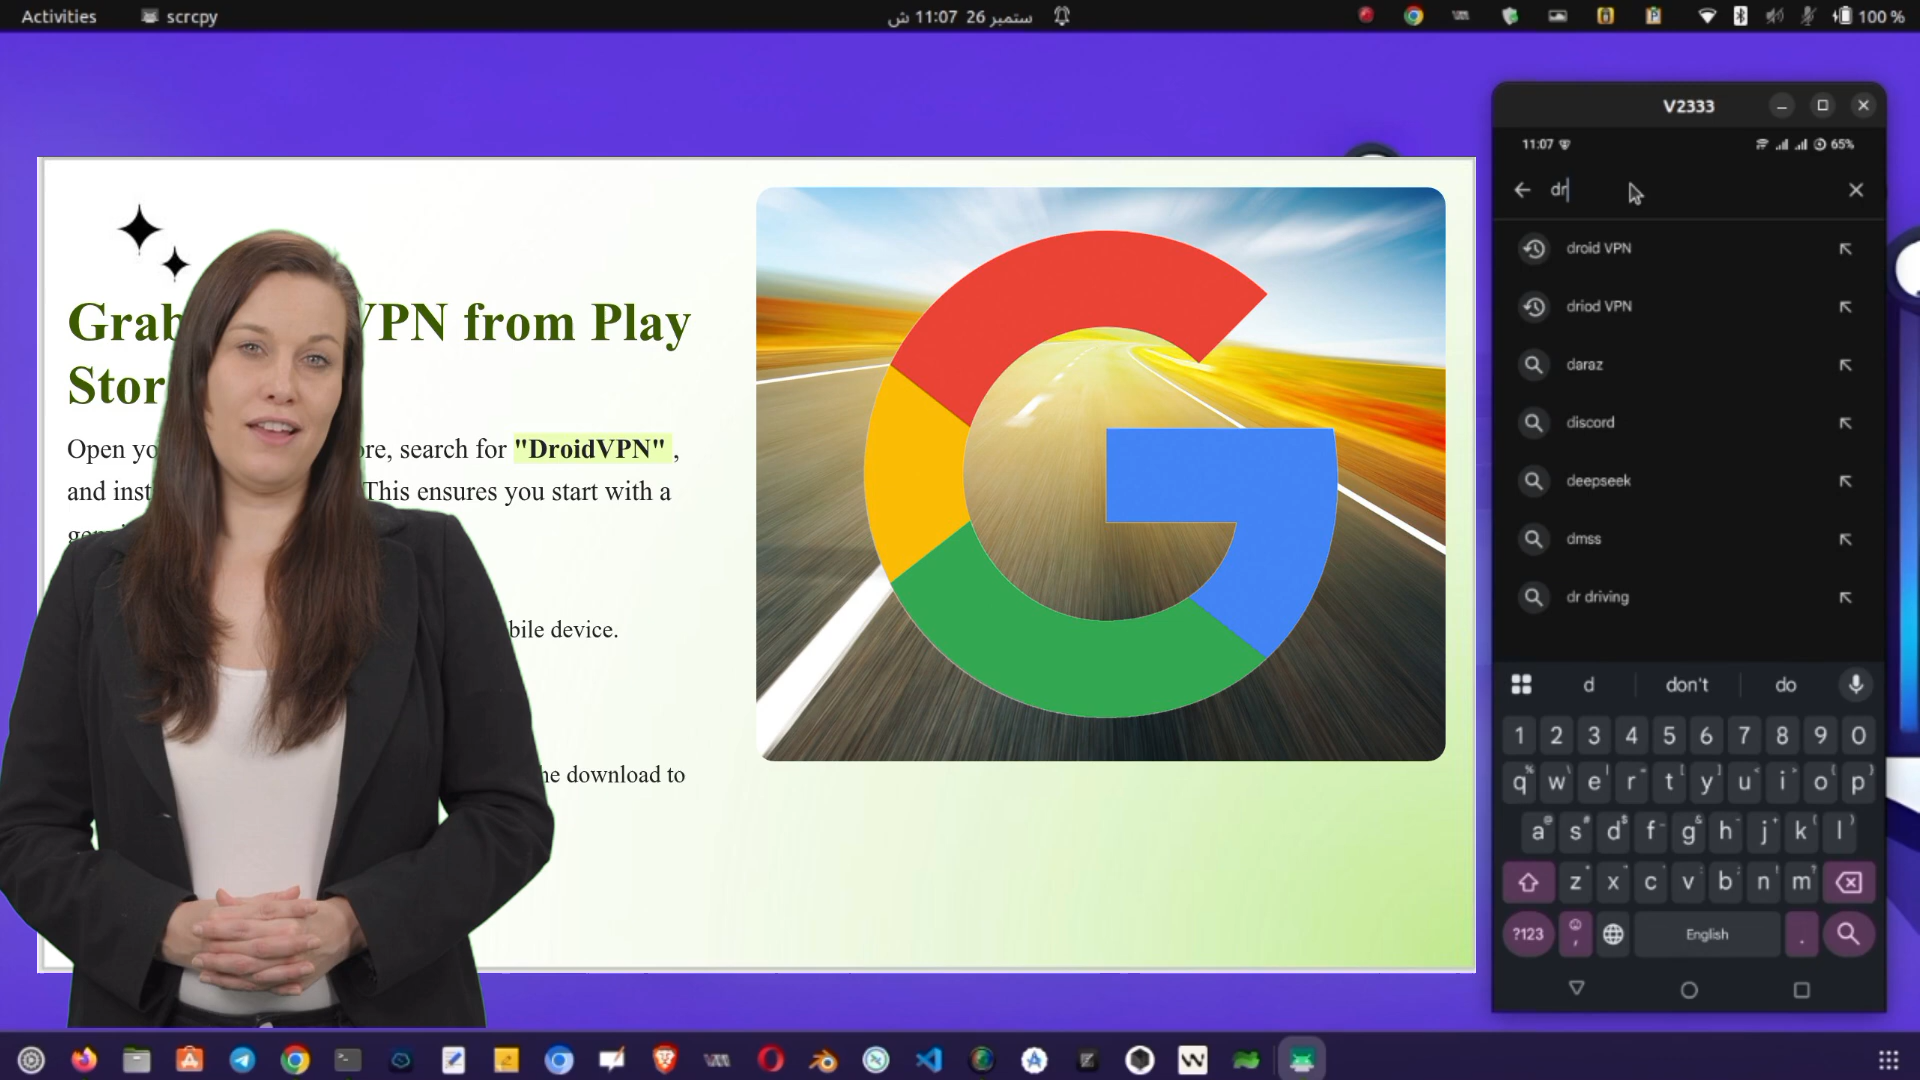 Activities
scrcpy
ستمبر 26  11:07 ش
100 %
Grab VPN from Play
Stor
Open yo re, search for "DroidVPN" ,
and inst This ensures you start with a
bile device.
he download to
V2333
11:07
65%
dr
droid VPN
driod VPN
daraz
discord
deepseek
dmss
dr driving
d don't do
1 2 3 4 5 6 7 8 9 0
q w e r t y u i o p
a s d f g h j k l
z x c v b n m
?123 , English .